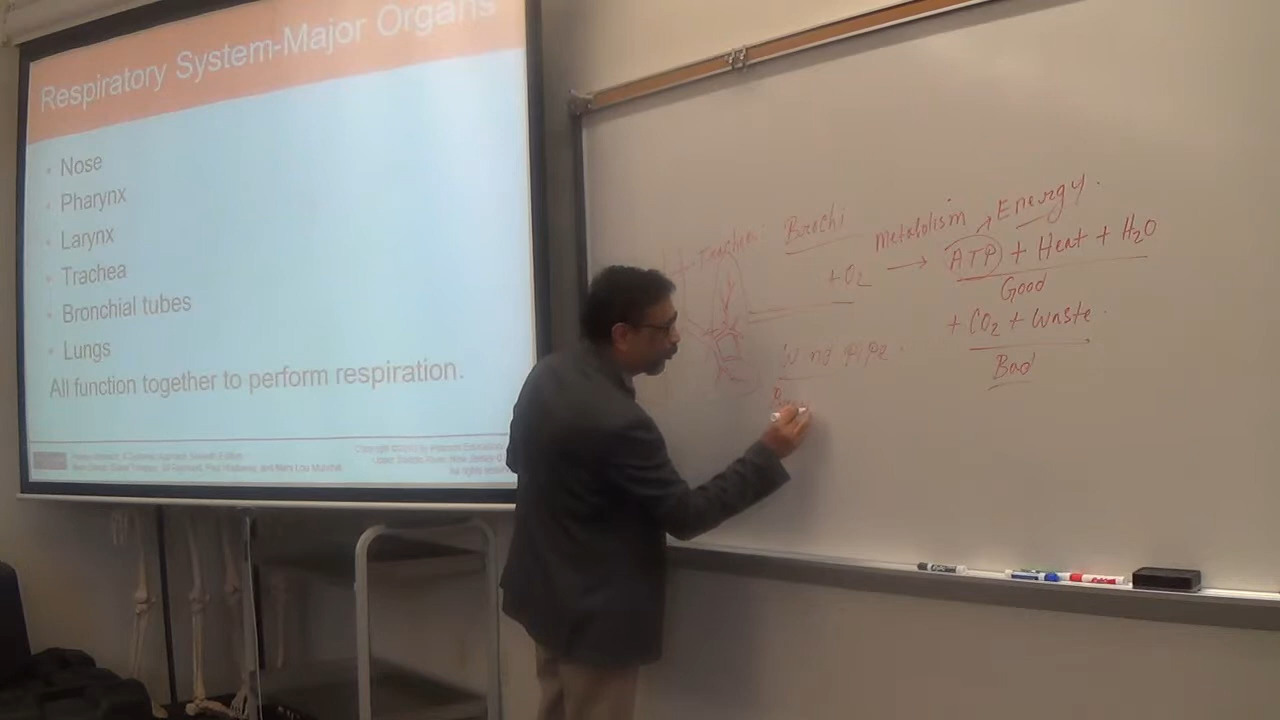 Respiratory System-Major Organs
• Nose
• Pharynx
• Larynx
• Trachea
• Bronchial tubes
• Lungs
All function together to perform respiration.
Trachea: Brochi
+O2
Metabolism
→ Energy.
→ ATP + Heat + H2O
Good
+ CO2 + Waste.
Bad
Wind pipe.